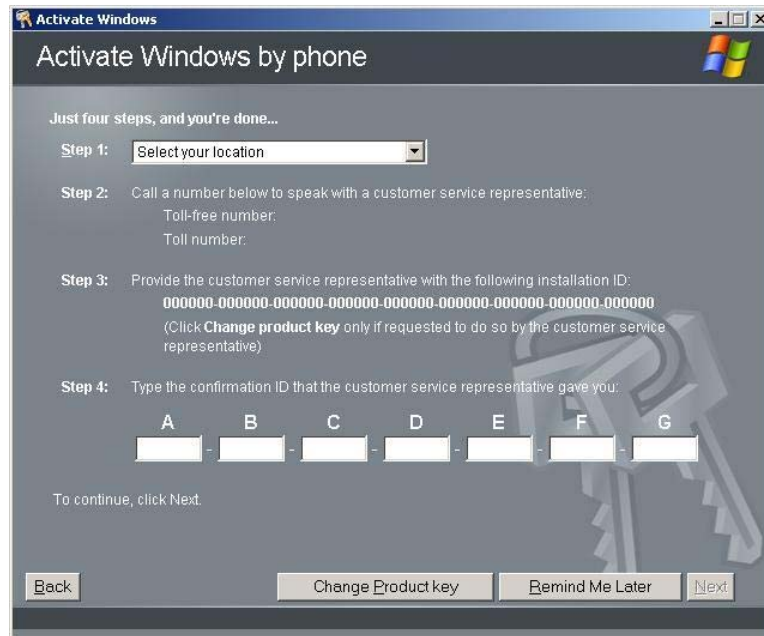 Activate Windows
Activate Windows by phone
Just four steps, and you're done...
Step 1: Select your location
Step 2: Call a number below to speak with a customer service representative:
Toll-free number:
Toll number:
Step 3: Provide the customer service representative with the following installation ID:
000000-000000-000000-000000-000000-000000-000000-000000-000000
(Click Change product key only if requested to do so by the customer service
representative)
Step 4: Type the confirmation ID that the customer service representative gave you:
A B C D E F G
- - - - - -
To continue, click Next.
Back Change Product key Remind Me Later Next